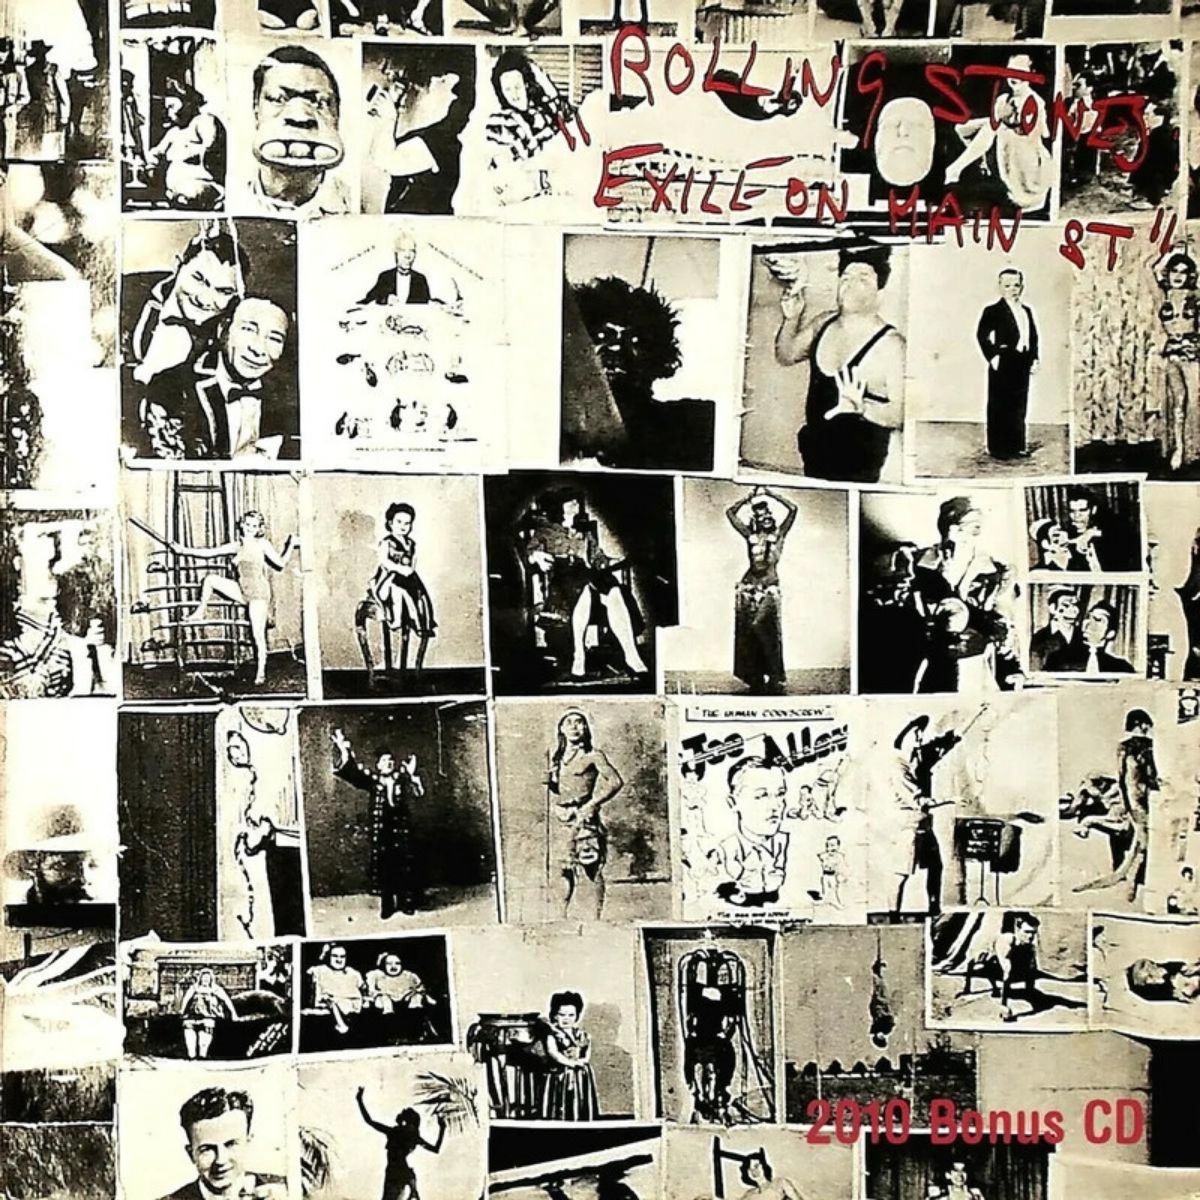 ROLLING STONES
"EXILE ON MAIN ST"
"THE HUMAN CORKSCREW"
Joe Allen
2010 Bonus CD